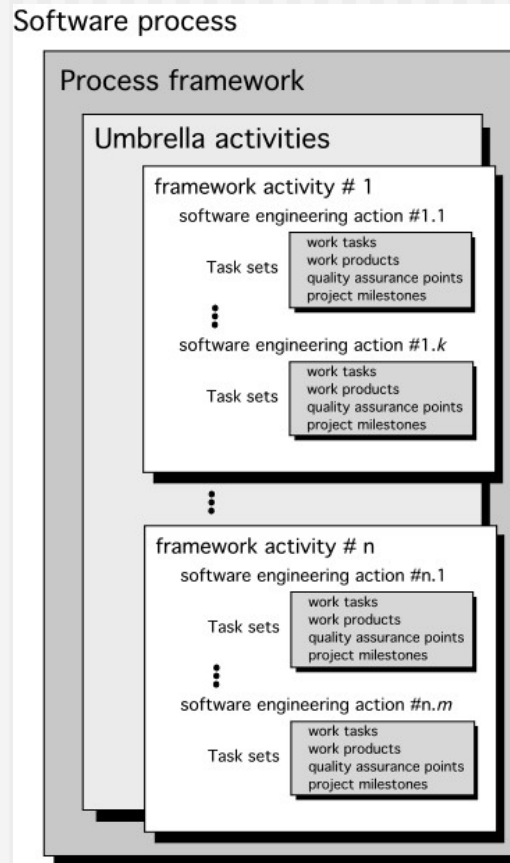 Software process
Process framework
Umbrella activities
framework activity # 1
software engineering action #1.1
Task sets
work tasks
work products
quality assurance points
project milestones
software engineering action #1.k
Task sets
work tasks
work products
quality assurance points
project milestones
framework activity # n
software engineering action #n.1
Task sets
work tasks
work products
quality assurance points
project milestones
software engineering action #n.m
Task sets
work tasks
work products
quality assurance points
project milestones